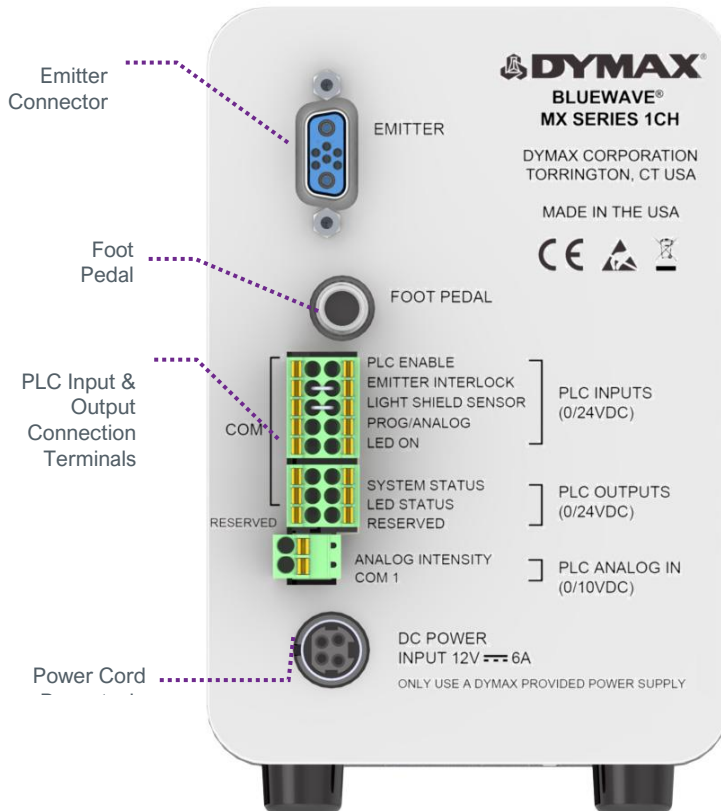 Emitter
Connector
EMITTER
DYMAX®
BLUEWAVE®
MX SERIES 1CH
DYMAX CORPORATION
TORRINGTON, CT USA
MADE IN THE USA
CE
Foot
Pedal
FOOT PEDAL
PLC Input &
Output
Connection
Terminals
COM
PLC ENABLE
EMITTER INTERLOCK
LIGHT SHIELD SENSOR
PROG/ANALOG
LED ON
PLC INPUTS
(0/24VDC)
SYSTEM STATUS
LED STATUS
RESERVED
RESERVED
PLC OUTPUTS
(0/24VDC)
ANALOG INTENSITY
COM 1
PLC ANALOG IN
(0/10VDC)
Power Cord
DC POWER
INPUT 12V ⎓ 6A
ONLY USE A DYMAX PROVIDED POWER SUPPLY